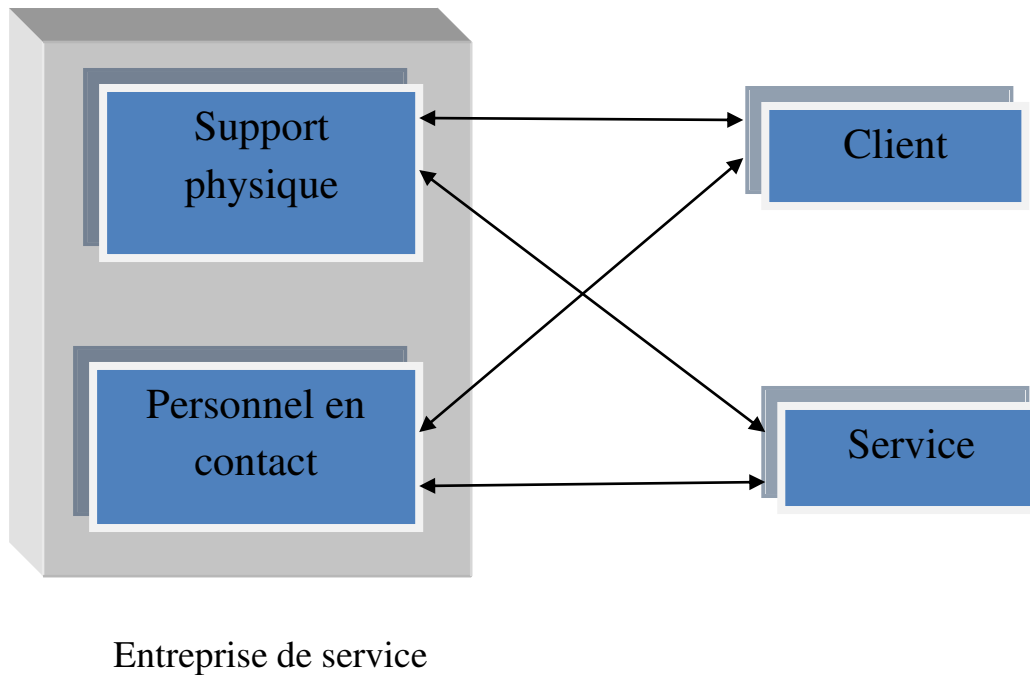 Support
physique
Client
Personnel en
contact
Service
Entreprise de service